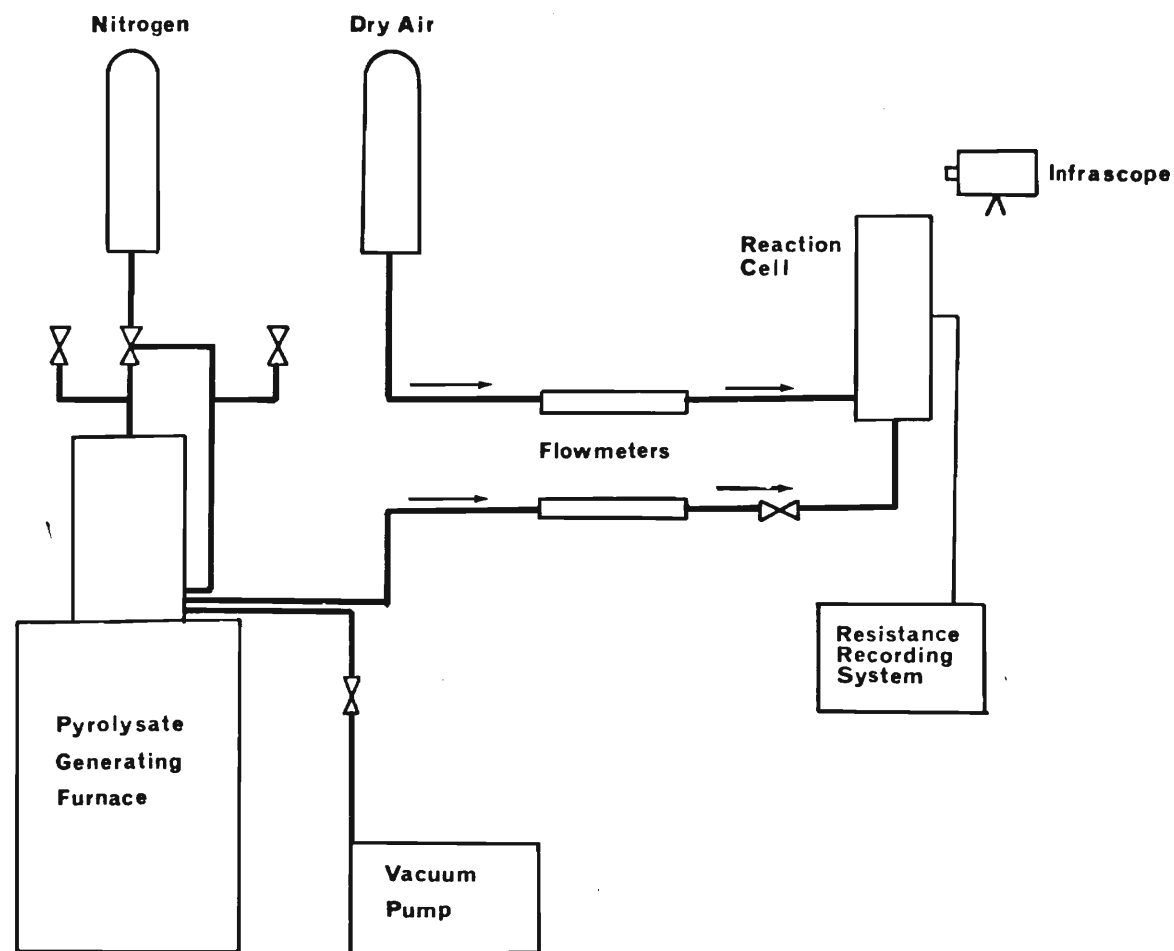 Nitrogen
Dry Air
Infrascope
Reaction
Cell
Flowmeters
Resistance
Recording
System
Pyrolysate
Generating
Furnace
Vacuum
Pump